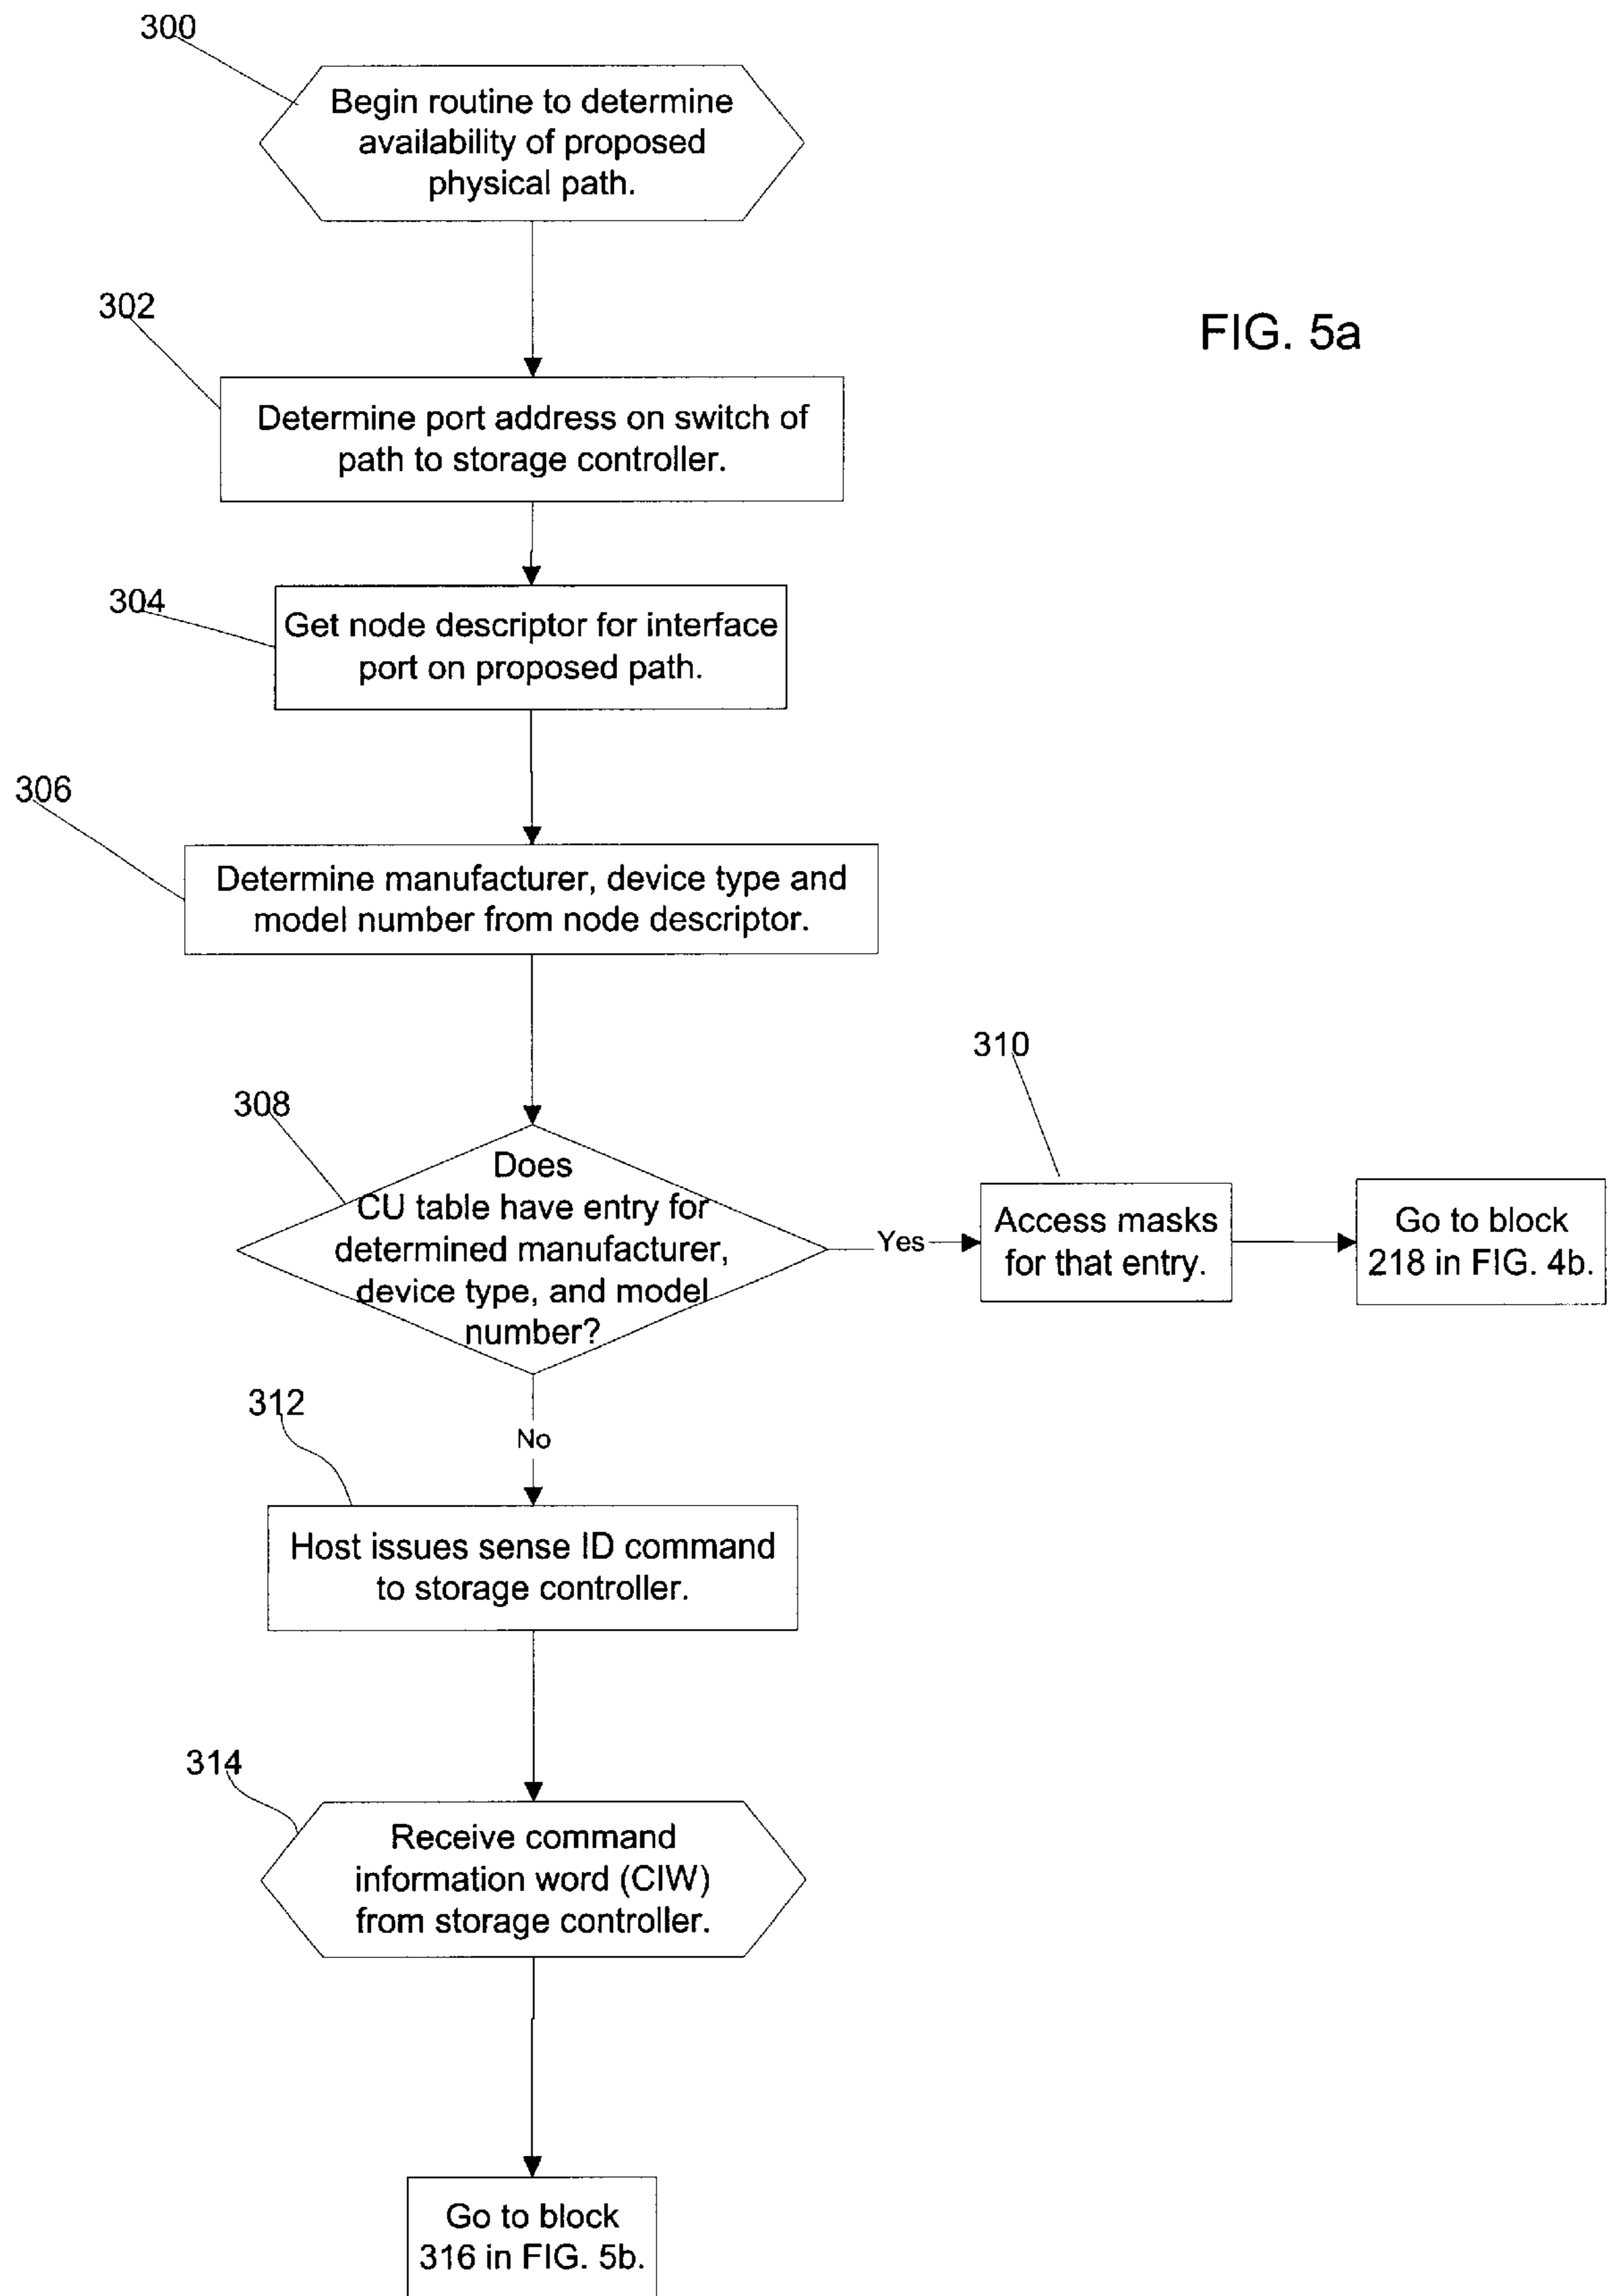 300
Begin routine to determine
availability of proposed
physical path.
302
FIG. 5a
Determine port address on switch of
path to storage controller.
304
Get node descriptor for interface
port on proposed path.
306
Determine manufacturer, device type and
model number from node descriptor.
308
Does
CU table have entry for
determined manufacturer,
device type, and model
number?
Yes
310
Access masks
for that entry.
Go to block
218 in FIG. 4b.
No
312
Host issues sense ID command
to storage controller.
314
Receive command
information word (CIW)
from storage controller.
Go to block
316 in FIG. 5b.